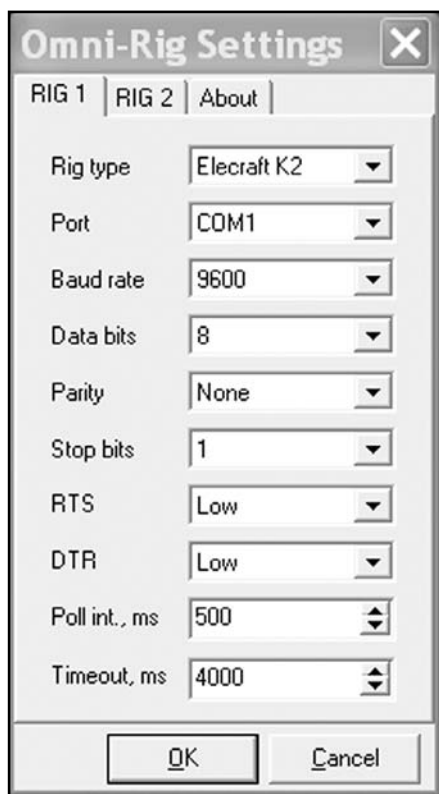 Omni-Rig Settings
RIG 1 RIG 2 About
Rig type Elecraft K2
Port COM1
Baud rate 9600
Data bits 8
Parity None
Stop bits 1
RTS Low
DTR Low
Poll int., ms 500
Timeout, ms 4000
OK Cancel